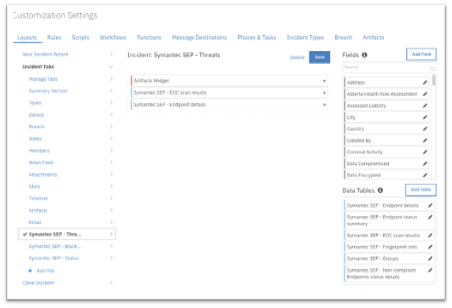 Customization Settings
Layouts Rules Scripts Workflows Functions Message Destinations Phases & Tasks Incident Types Breach Artifacts
New Incident Wizard
Incident Tabs
Manage Tabs
Summary Section
Tasks
Details
Breach
Notes
Members
News Feed
Attachments
Stats
Timeline
Artifacts
Email
Symantec SEP - Thre...
Symantec SEP - Black...
Symantec SEP - Status
+ Add Tab
Close Incident
Incident: Symantec SEP - Threats
Delete Save
Artifacts Widget
Symantec SEP - EOC scan results
Symantec SEP - Endpoint details
Fields
Add Field
Search
Address
Alberta Health Risk Assessment
Assessed Liability
City
Country
Created By
Criminal Activity
Data Compromised
Data Encrypted
Data Tables
Add Table
Symantec SEP - Endpoint details
Symantec SEP - Endpoint status
summary
Symantec SEP - EOC scan results
Symantec SEP - Fingerprint lists
Symantec SEP - Groups
Symantec SEP - Non compliant
Endpoints status details